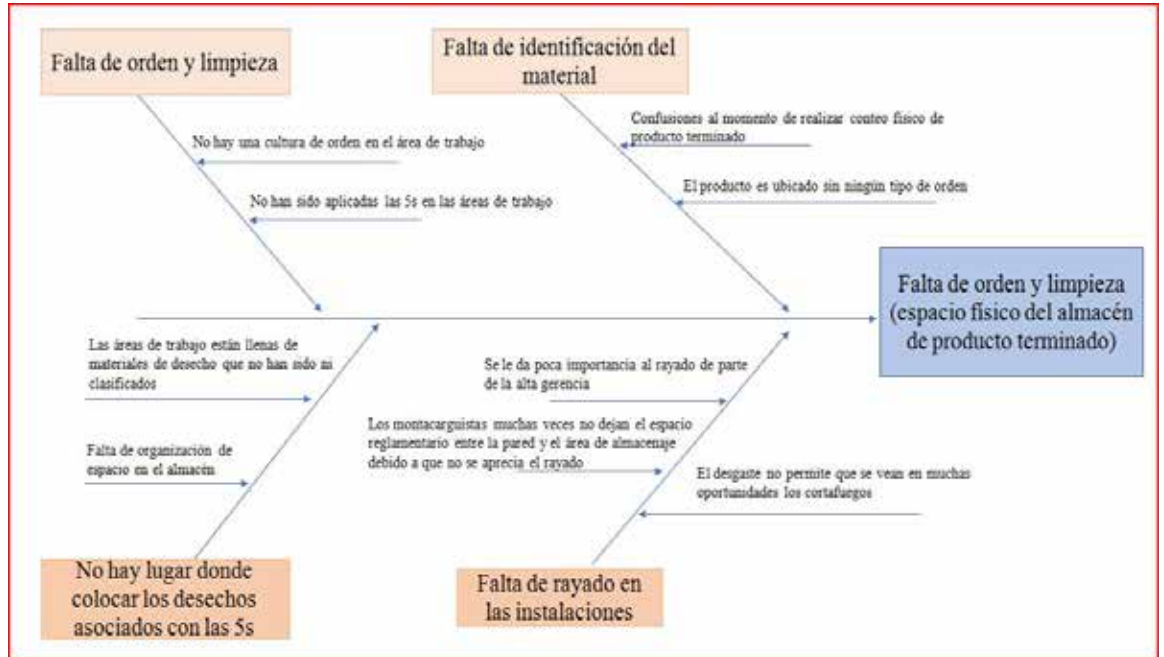 Falta de orden y limpieza
Falta de identificación del
material
Confusiones al momento de realizar conteo físico de
producto terminado
No hay una cultura de orden en el área de trabajo
El producto es ubicado sin ningún tipo de orden
No han sido aplicadas las 5s en las áreas de trabajo
Falta de orden y limpieza
(espacio físico del almacén
de producto terminado)
Las áreas de trabajo están llenas de
materiales de desecho que no han sido ni
clasificados
Se le da poca importancia al rayado de parte
de la alta gerencia
Los montacarguistas muchas veces no dejan el espacio
reglamentario entre la pared y el área de almacenaje
debido a que no se aprecia el rayado
Falta de organización de
espacio en el almacén
El desgaste no permite que se vean en muchas
oportunidades los cortafuegos
No hay lugar donde
colocar los desechos
asociados con las 5s
Falta de rayado en
las instalaciones